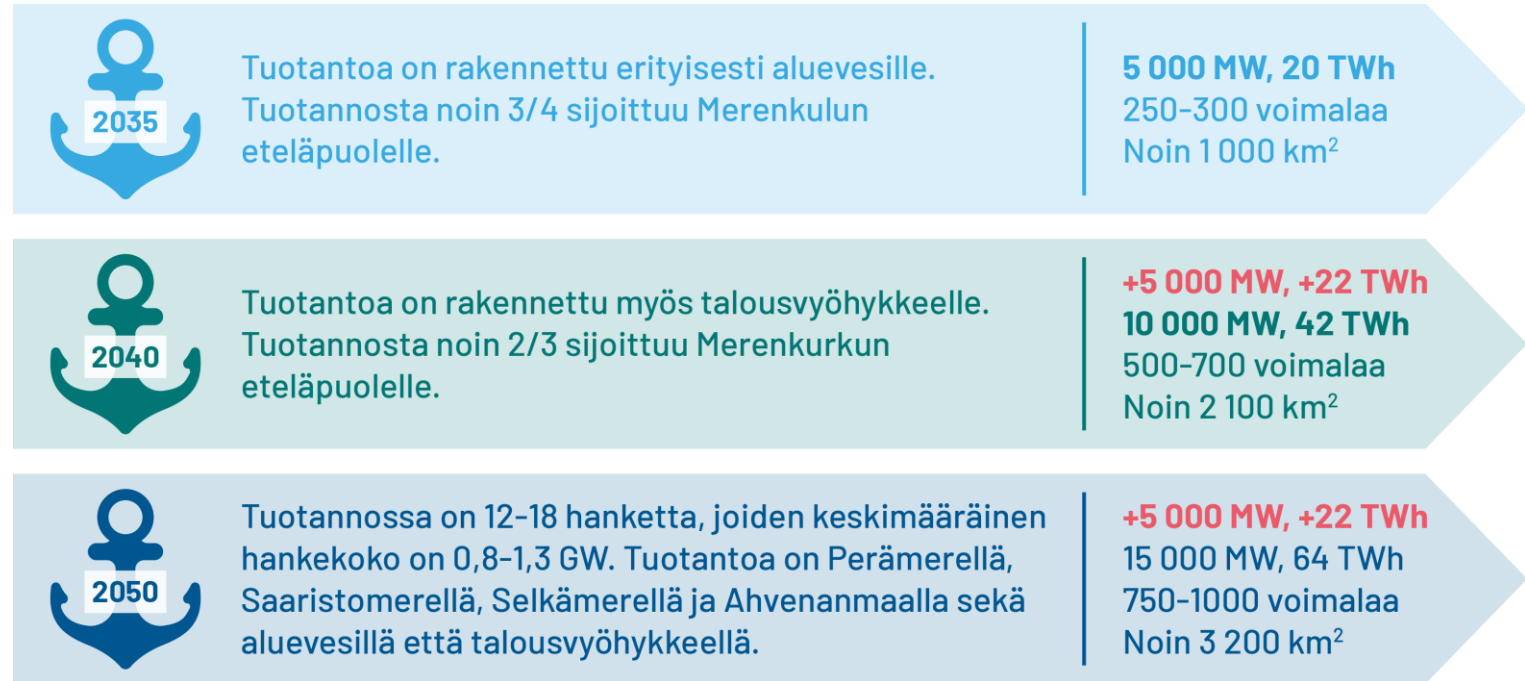 2035
Tuotantoa on rakennettu erityisesti aluevesille.
Tuotannosta noin 3/4 sijoittuu Merenkulun
eteläpuolelle.
5 000 MW, 20 TWh
250-300 voimalaa
Noin 1 000 km²
2040
Tuotantoa on rakennettu myös talousvyöhykkeelle.
Tuotannosta noin 2/3 sijoittuu Merenkurkun
eteläpuolelle.
+5 000 MW, +22 TWh
10 000 MW, 42 TWh
500-700 voimalaa
Noin 2 100 km²
2050
Tuotannossa on 12-18 hanketta, joiden keskimääräinen
hankekoko on 0,8-1,3 GW. Tuotantoa on Perämerellä,
Saaristomerellä, Selkämerellä ja Ahvenanmaalla sekä
aluevesillä että talousvyöhykkeellä.
+5 000 MW, +22 TWh
15 000 MW, 64 TWh
750-1000 voimalaa
Noin 3 200 km²